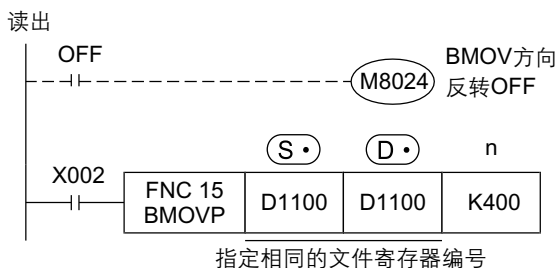 读出
OFF
M8024
BMOV方向
反转OFF
S•
D•
n
X002
FNC 15
BMOVP
D1100
D1100
K400
指定相同的文件寄存器编号